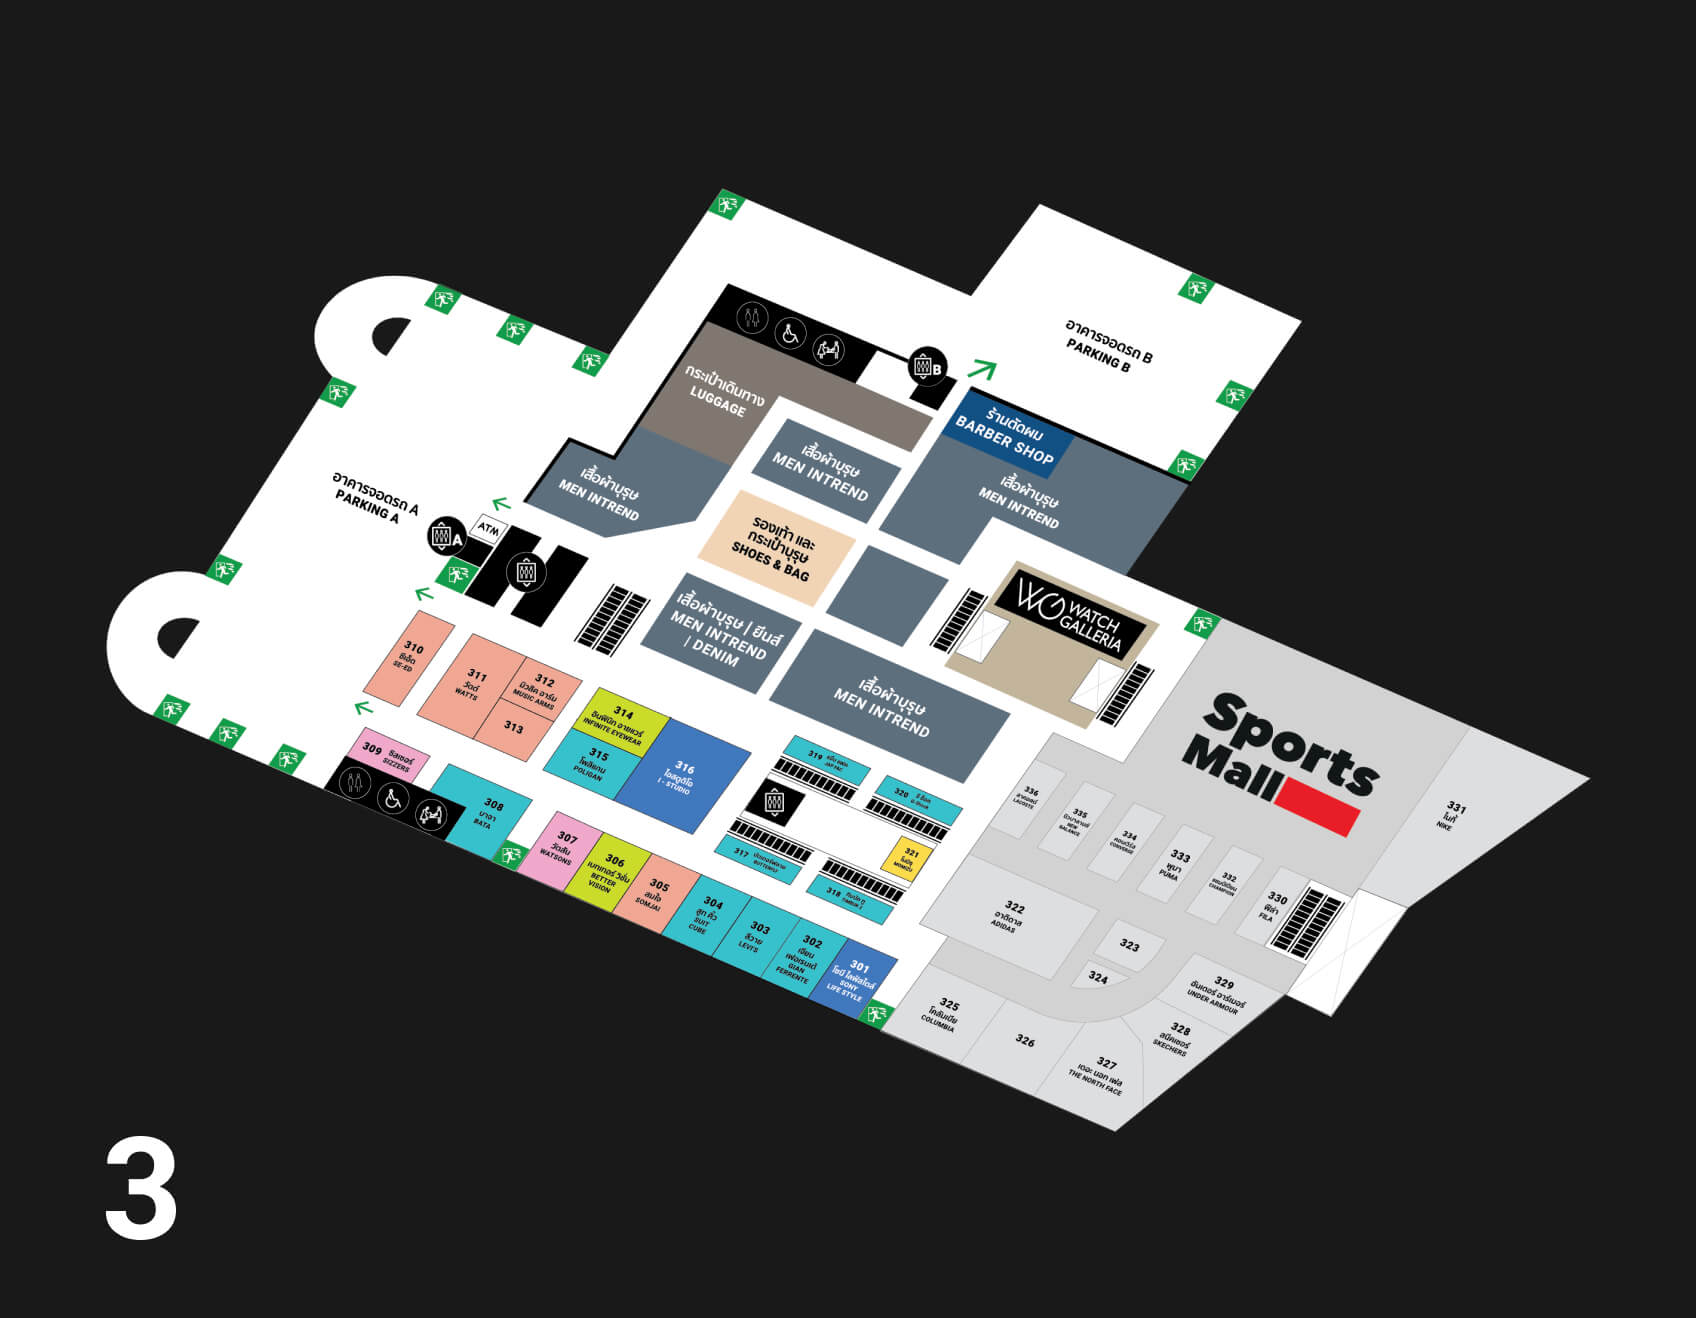 อาคารจอดรถ B
PARKING B
B
กระเป๋าเดินทาง
LUGGAGE
ร้านตัดผม
BARBER SHOP
เสื้อผ้าบุรุษ
MEN INTREND
เสื้อผ้าบุรุษ
MEN INTREND
เสื้อผ้าบุรุษ
MEN INTREND
อาคารจอดรถ A
PARKING A
A
ATM
รองเท้า และ
กระเป๋าบุรุษ
SHOES & BAG
เสื้อผ้าบุรุษ | ยีนส์
MEN INTREND
| DENIM
WG WATCH
GALLERIA
เสื้อผ้าบุรุษ
MEN INTREND
310
ซีเอ็ด
SE-ED
311
วัตต์
WATTS
312
มิวสิค อาร์ม
MUSIC ARMS
313
314
อินฟินิท อายแวร์
INFINITE EYEWEAR
315
โพลีแกน
POLIGAN
316
ไอสตูดิโอ
I - STUDIO
309 ซิสเซอร์
SIZZERS
308
บาจา
BATA
307
วัตสัน
WATSONS
306
เบทเทอร์ วิชั่น
BETTER
VISION
305
สมใจ
SOMJAI
304
สูท คิ้ว
SUIT
CUBE
303
ลีวาย
LEVI'S
302
เจียน
เฟอเรนเต้
GIAN
FERRENTE
301
โซนี่ ไลฟ์สไตล์
SONY
LIFE STYLE
319
320
317
BUTTERFLY
318
321
Sports
Mall
336
ลาคอสท์
LACOSTE
335
นิวบาลานซ์
NEW
BALANCE
334
คอนเวิร์ส
CONVERSE
333
พูม่า
PUMA
332
แชมป์เปี้ยน
CHAMPION
330
ฟิล่า
FILA
331
ไนกี้
NIKE
322
อาดิดาส
ADIDAS
323
324
325
โคลัมเบีย
COLUMBIA
326
327
เดอะ นอท เฟส
THE NORTH FACE
328
สเก็ตเชอร์
SKECHERS
329
อันเดอร์ อาร์เมอร์
UNDER ARMOUR
3